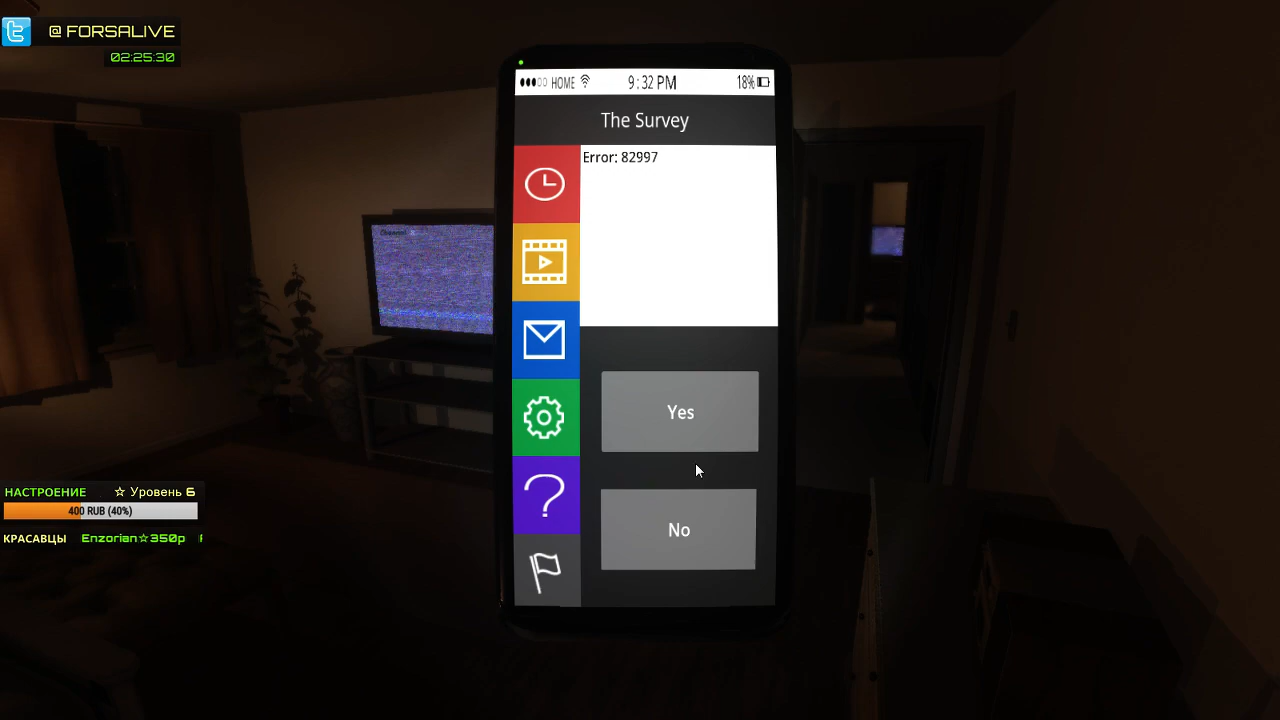 @ FORSALIVE
02:25:30
HOME 9:32 PM 18%
The Survey
Error: 82997
Yes
No
НАСТРОЕНИЕ ☆ Уровень 6
400 RUB (40%)
КРАСАВЦЫ Enzorian☆350р